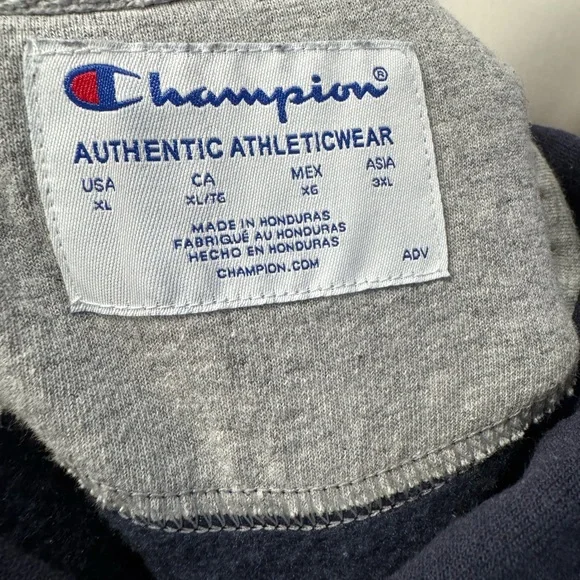 Champion®
AUTHENTIC ATHLETICWEAR
USA CA MEX ASIA
XL XL/TG XG 3XL
MADE IN HONDURAS
FABRIQUÉ AU HONDURAS
HECHO EN HONDURAS
CHAMPION.COM ADV